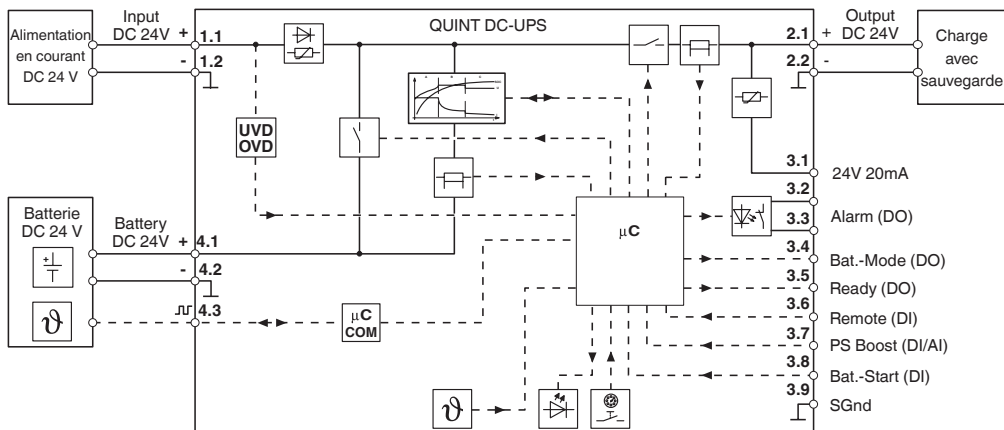 Alimentation
en courant
DC 24 V
Input
DC 24V
+
1.1
-
1.2
QUINT DC-UPS
2.1
2.2
+
-
Output
DC 24V
Charge
avec
sauvegarde
UVD
OVD
3.1
24V 20mA
3.2
3.3
Alarm (DO)
µC
3.4
Bat.-Mode (DO)
3.5
Ready (DO)
3.6
Remote (DI)
3.7
PS Boost (DI/AI)
3.8
Bat.-Start (DI)
3.9
SGnd
Batterie
DC 24 V
+
ϑ
Battery
DC 24V
+
4.1
-
4.2
4.3
µC
COM
ϑ